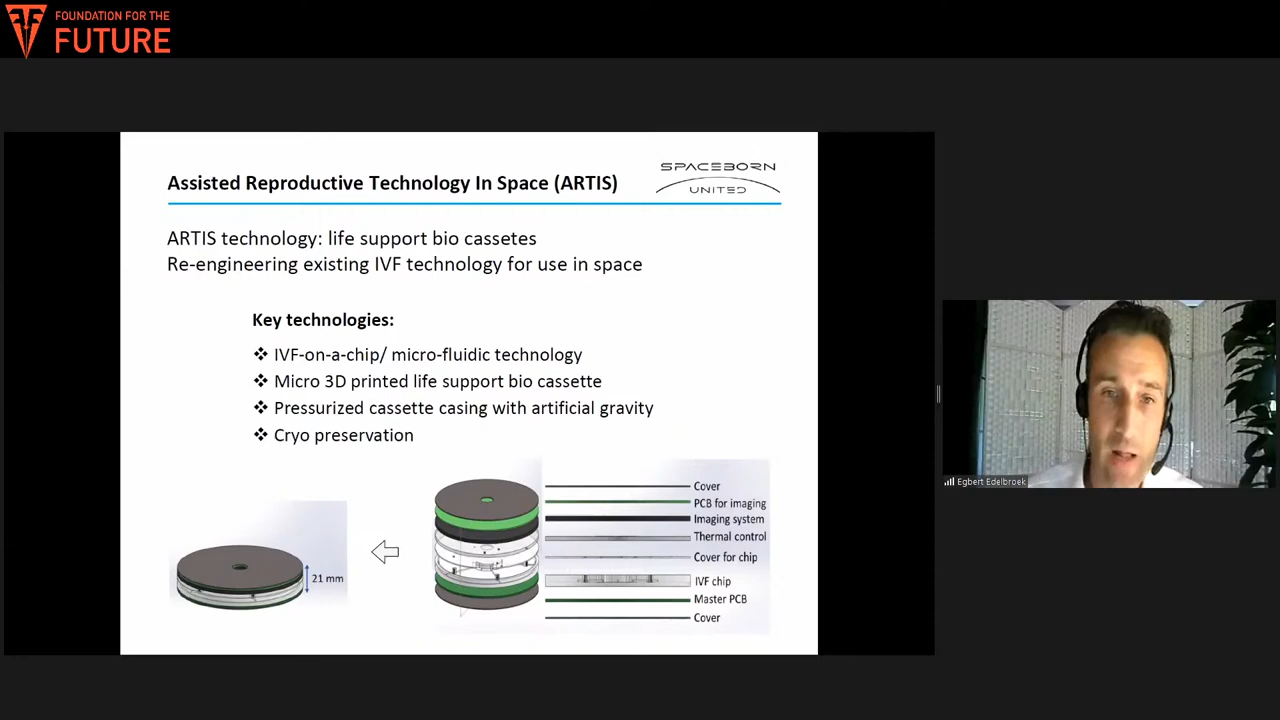 FOUNDATION FOR THE
FUTURE
Assisted Reproductive Technology In Space (ARTIS)
SPACEBORN
UNITED
ARTIS technology: life support bio cassetes
Re-engineering existing IVF technology for use in space
Key technologies:
❖ IVF-on-a-chip/ micro-fluidic technology
❖ Micro 3D printed life support bio cassette
❖ Pressurized cassette casing with artificial gravity
❖ Cryo preservation
21 mm
Cover
PCB for imaging
Imaging system
Thermal control
Cover for chip
IVF chip
Master PCB
Cover
Egbert Edelbroek